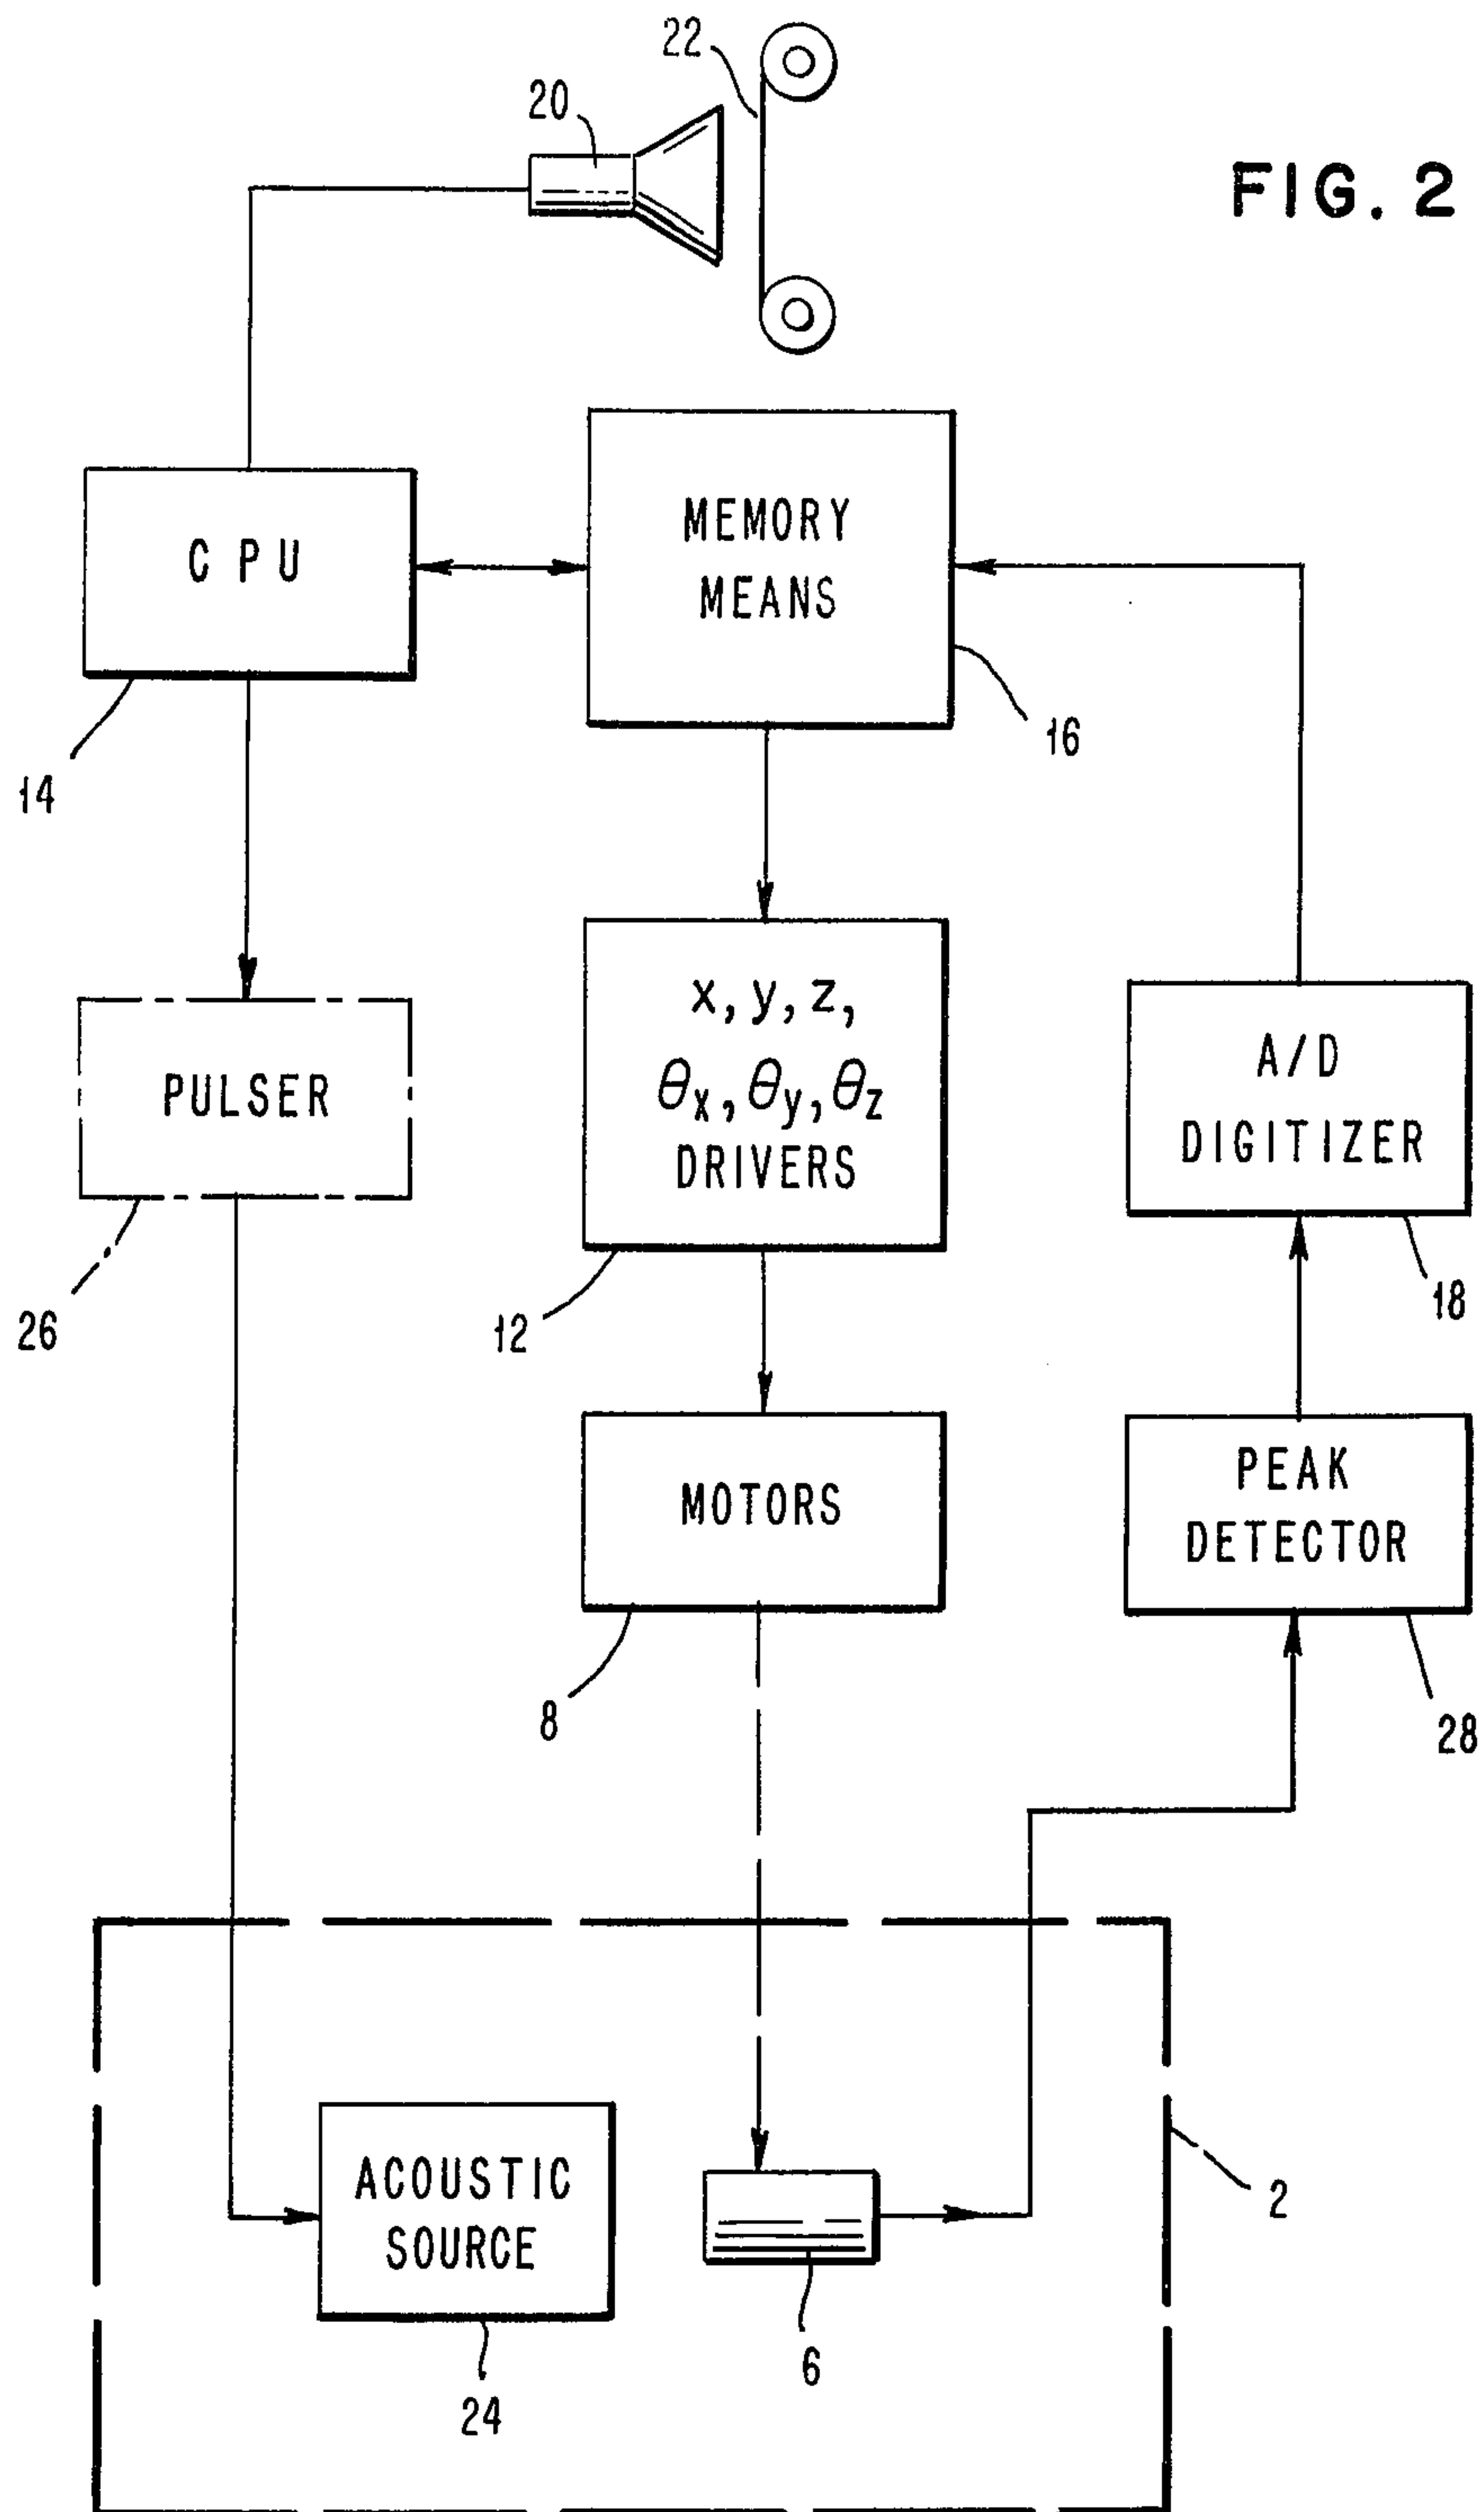 22
20
FIG. 2
CPU
MEMORY
MEANS
16
14
x, y, z,
θx, θy, θz
DRIVERS
A/D
DIGITIZER
PULSER
18
26
12
PEAK
DETECTOR
MOTORS
8
28
2
ACOUSTIC
SOURCE
6
24